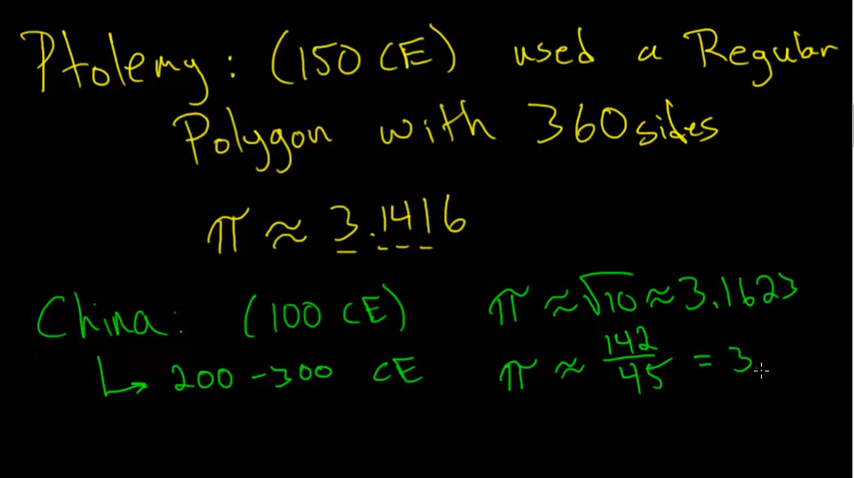 Ptolemy: (150 CE) used a Regular
Polygon with 360 sides
π ≈ 3.1416
China: (100 CE) π ≈ √10 ≈ 3.1623
↳ 200 - 300 CE π ≈ 142/45 = 3.